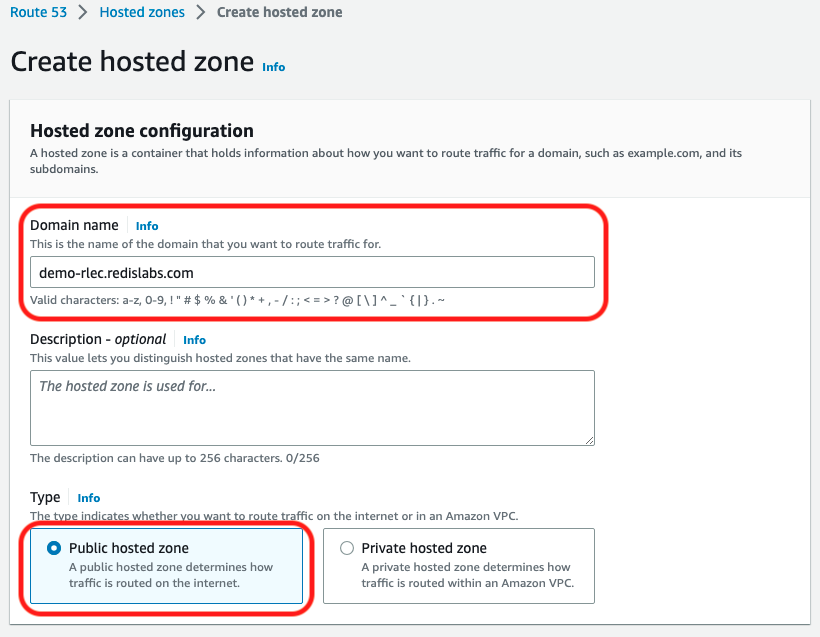 Route 53 > Hosted zones > Create hosted zone
Create hosted zone Info
Hosted zone configuration
A hosted zone is a container that holds information about how you want to route traffic for a domain, such as example.com, and its
subdomains.
Domain name Info
This is the name of the domain that you want to route traffic for.
demo-rlec.redislabs.com
Valid characters: a-z, 0-9, ! " # $ % & ' ( ) * + , - / : ; < = > ? @ [ \ ] ^ _ ` { | } . ~
Description - optional Info
This value lets you distinguish hosted zones that have the same name.
The hosted zone is used for...
The description can have up to 256 characters. 0/256
Type Info
The type indicates whether you want to route traffic on the internet or in an Amazon VPC.
Public hosted zone
A public hosted zone determines how
traffic is routed on the internet.
Private hosted zone
A private hosted zone determines how
traffic is routed within an Amazon VPC.